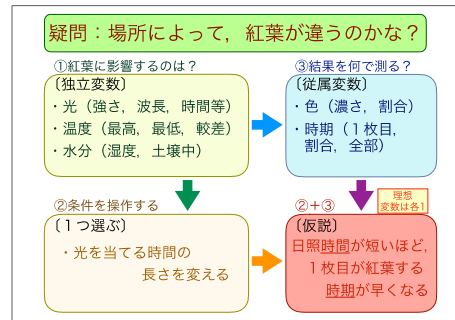 疑問：場所によって，紅葉が違うのかな？
①紅葉に影響するのは？
〔独立変数〕
・光（強さ，波長，時間等）
・温度（最高，最低，較差）
・水分（湿度，土壌中）
③結果を何で測る？
〔従属変数〕
・色（濃さ，割合）
・時期（１枚目，
割合，全部）
②条件を操作する
〔１つ選ぶ〕
・光を当てる時間の
長さを変える
②＋③
理想
変数は各1
〔仮説〕
日照時間が短いほど，
１枚目が紅葉する
時期が早くなる